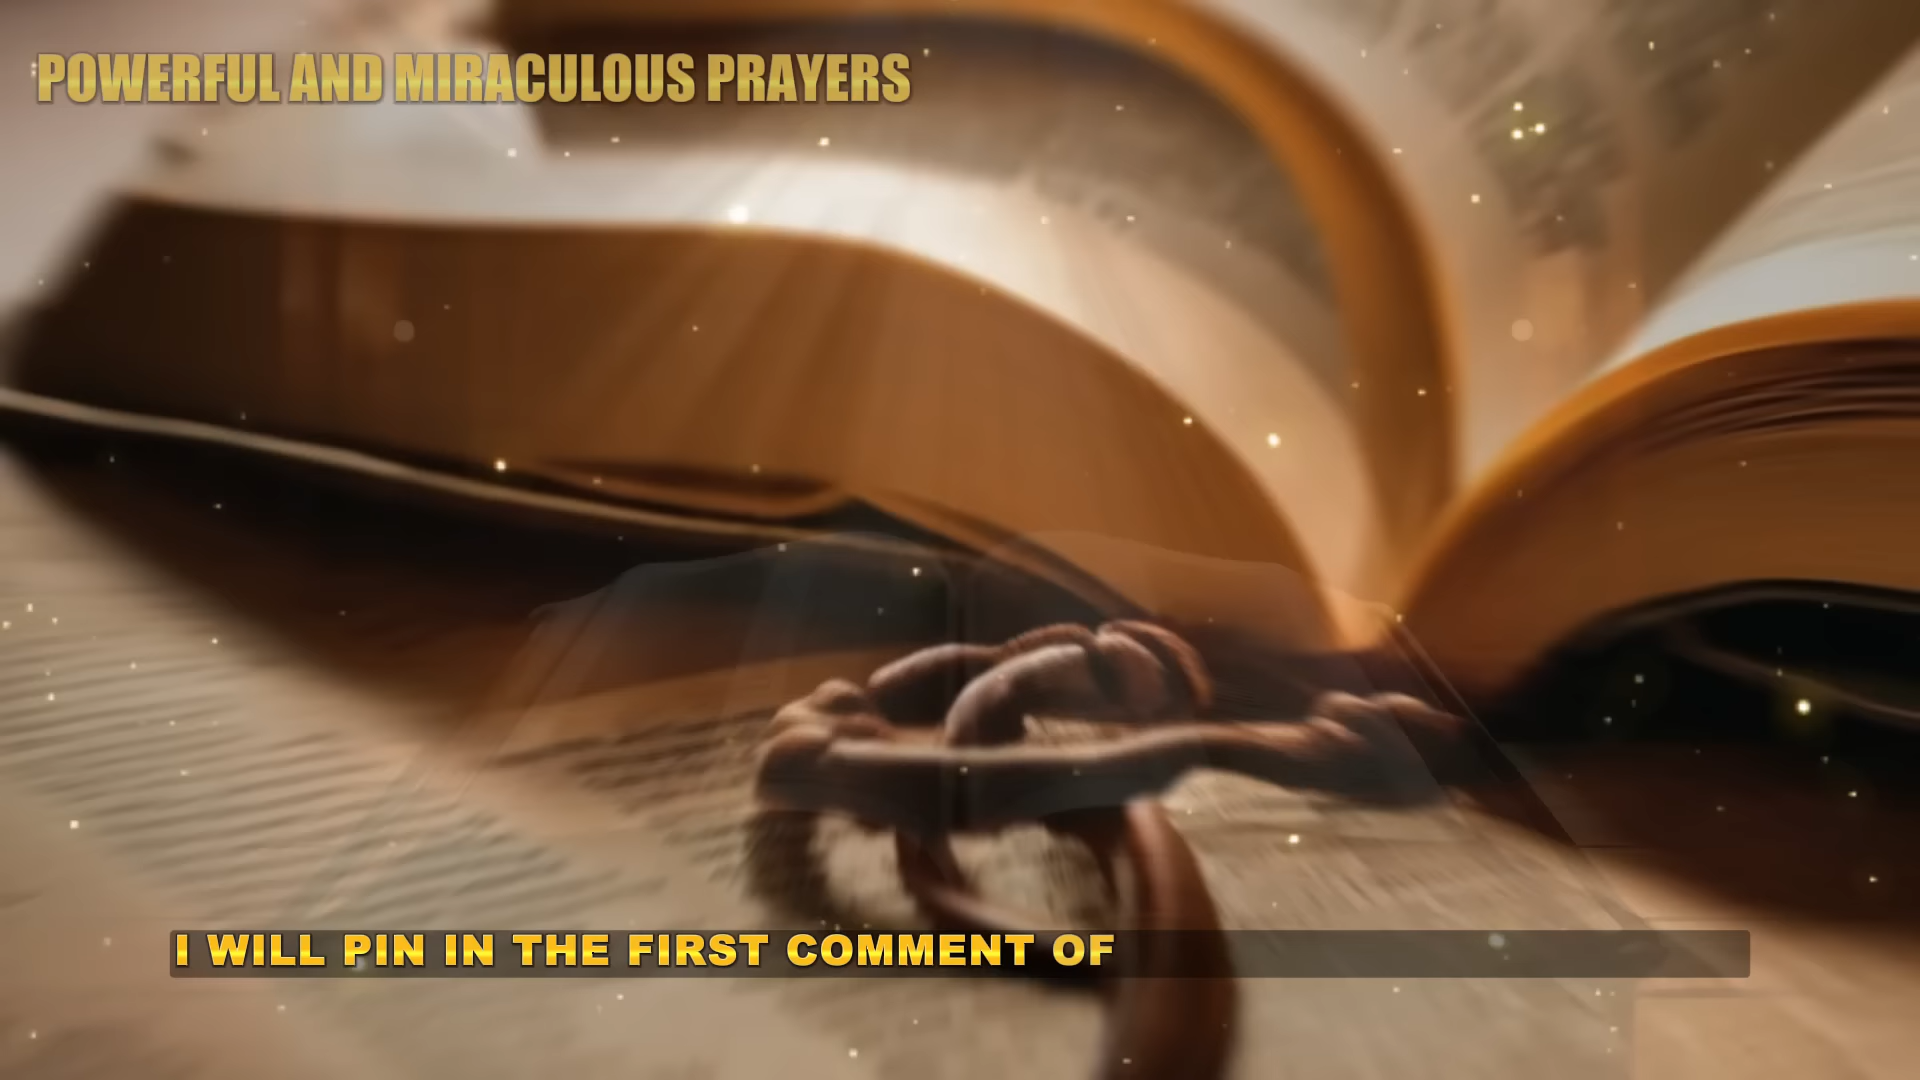 POWERFUL AND MIRACULOUS PRAYERS
I WILL PIN IN THE FIRST COMMENT OF